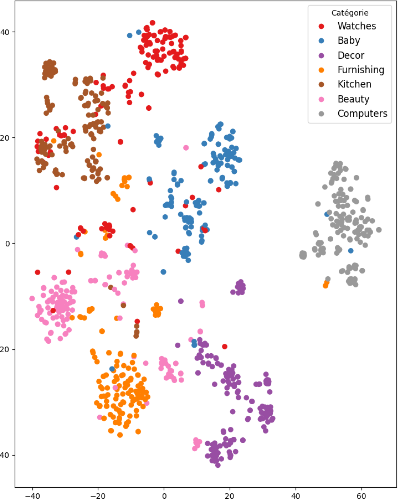 Catégorie
Watches
Baby
Decor
Furnishing
Kitchen
Beauty
Computers
40
20
0
20
40
−40
−20
0
20
40
60